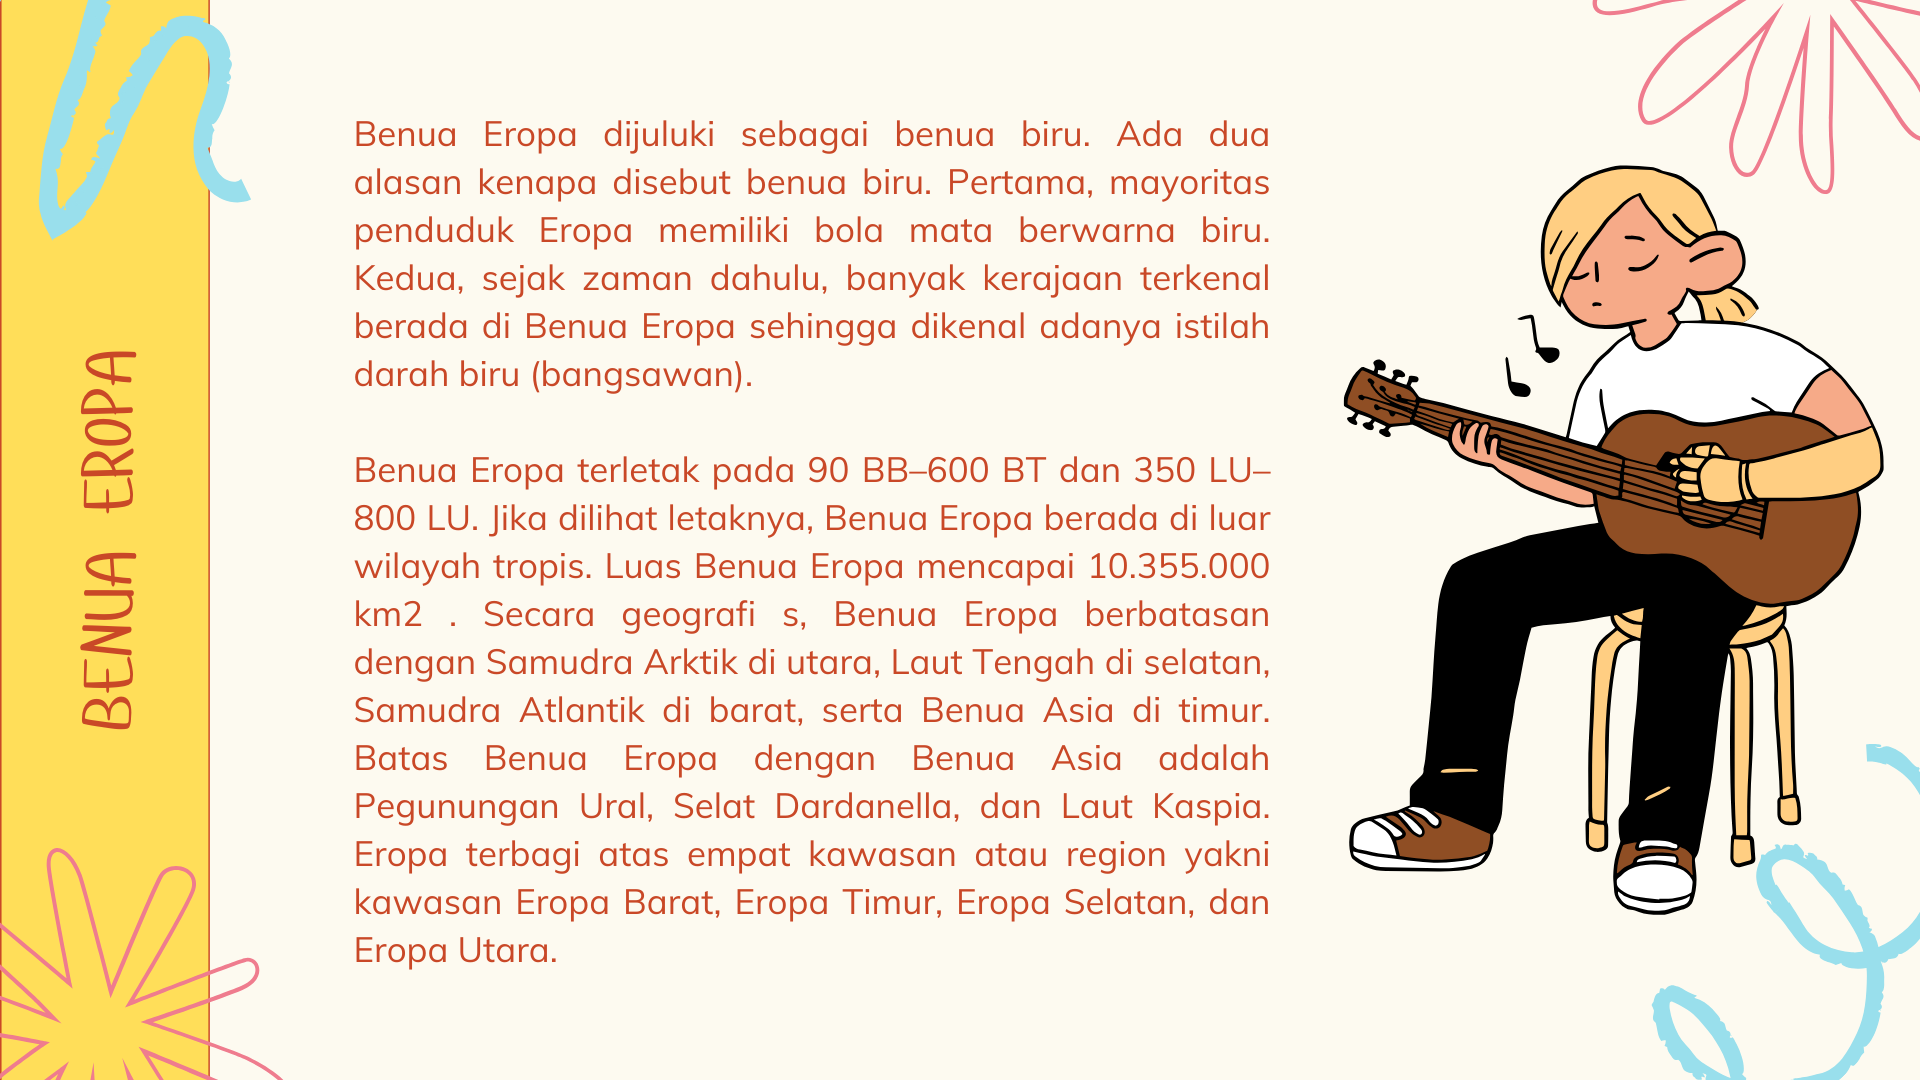 BENUA EROPA
Benua Eropa dijuluki sebagai benua biru. Ada dua
alasan kenapa disebut benua biru. Pertama, mayoritas
penduduk Eropa memiliki bola mata berwarna biru.
Kedua, sejak zaman dahulu, banyak kerajaan terkenal
berada di Benua Eropa sehingga dikenal adanya istilah
darah biru (bangsawan).
Benua Eropa terletak pada 90 BB–600 BT dan 350 LU–
800 LU. Jika dilihat letaknya, Benua Eropa berada di luar
wilayah tropis. Luas Benua Eropa mencapai 10.355.000
km2 . Secara geografi s, Benua Eropa berbatasan
dengan Samudra Arktik di utara, Laut Tengah di selatan,
Samudra Atlantik di barat, serta Benua Asia di timur.
Batas Benua Eropa dengan Benua Asia adalah
Pegunungan Ural, Selat Dardanella, dan Laut Kaspia.
Eropa terbagi atas empat kawasan atau region yakni
kawasan Eropa Barat, Eropa Timur, Eropa Selatan, dan
Eropa Utara.